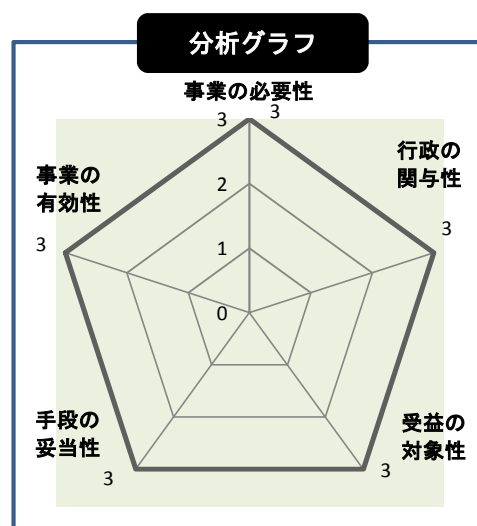 分析グラフ
事業の必要性
3
3
行政の
関与性
3
事業の
有効性
3
2
1
0
手段の
妥当性
3
受益の
対象性
3